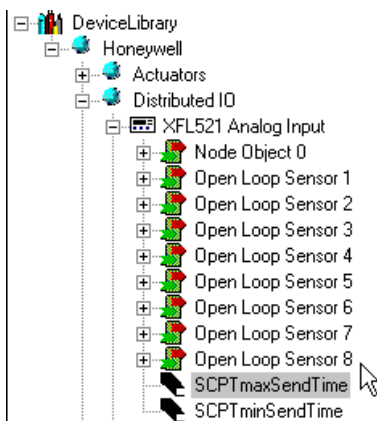 DeviceLibrary
Honeywell
Actuators
Distributed IO
XFL521 Analog Input
Node Object 0
Open Loop Sensor 1
Open Loop Sensor 2
Open Loop Sensor 3
Open Loop Sensor 4
Open Loop Sensor 5
Open Loop Sensor 6
Open Loop Sensor 7
Open Loop Sensor 8
SCPTmaxSendTime
SCPTminSendTime